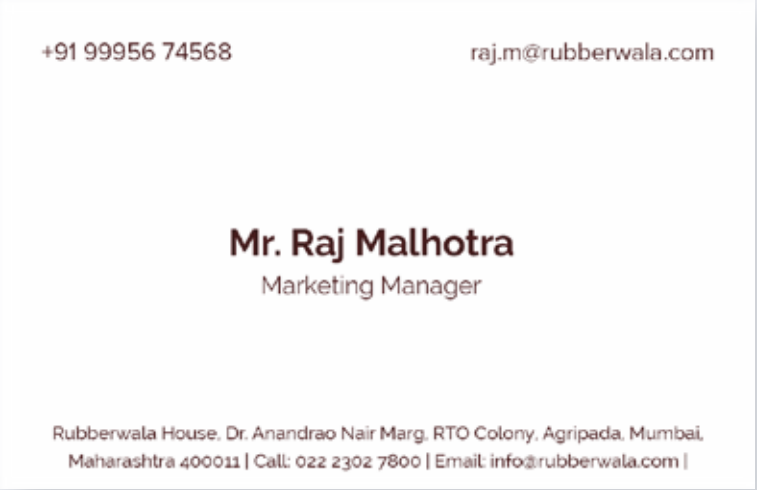 +91 99956 74568 raj.m@rubberwala.com
Mr. Raj Malhotra
Marketing Manager
Rubberwala House, Dr. Anandrao Nair Marg, RTO Colony, Agripada, Mumbai,
Maharashtra 400011 | Call: 022 2302 7800 | Email: info@rubberwala.com |